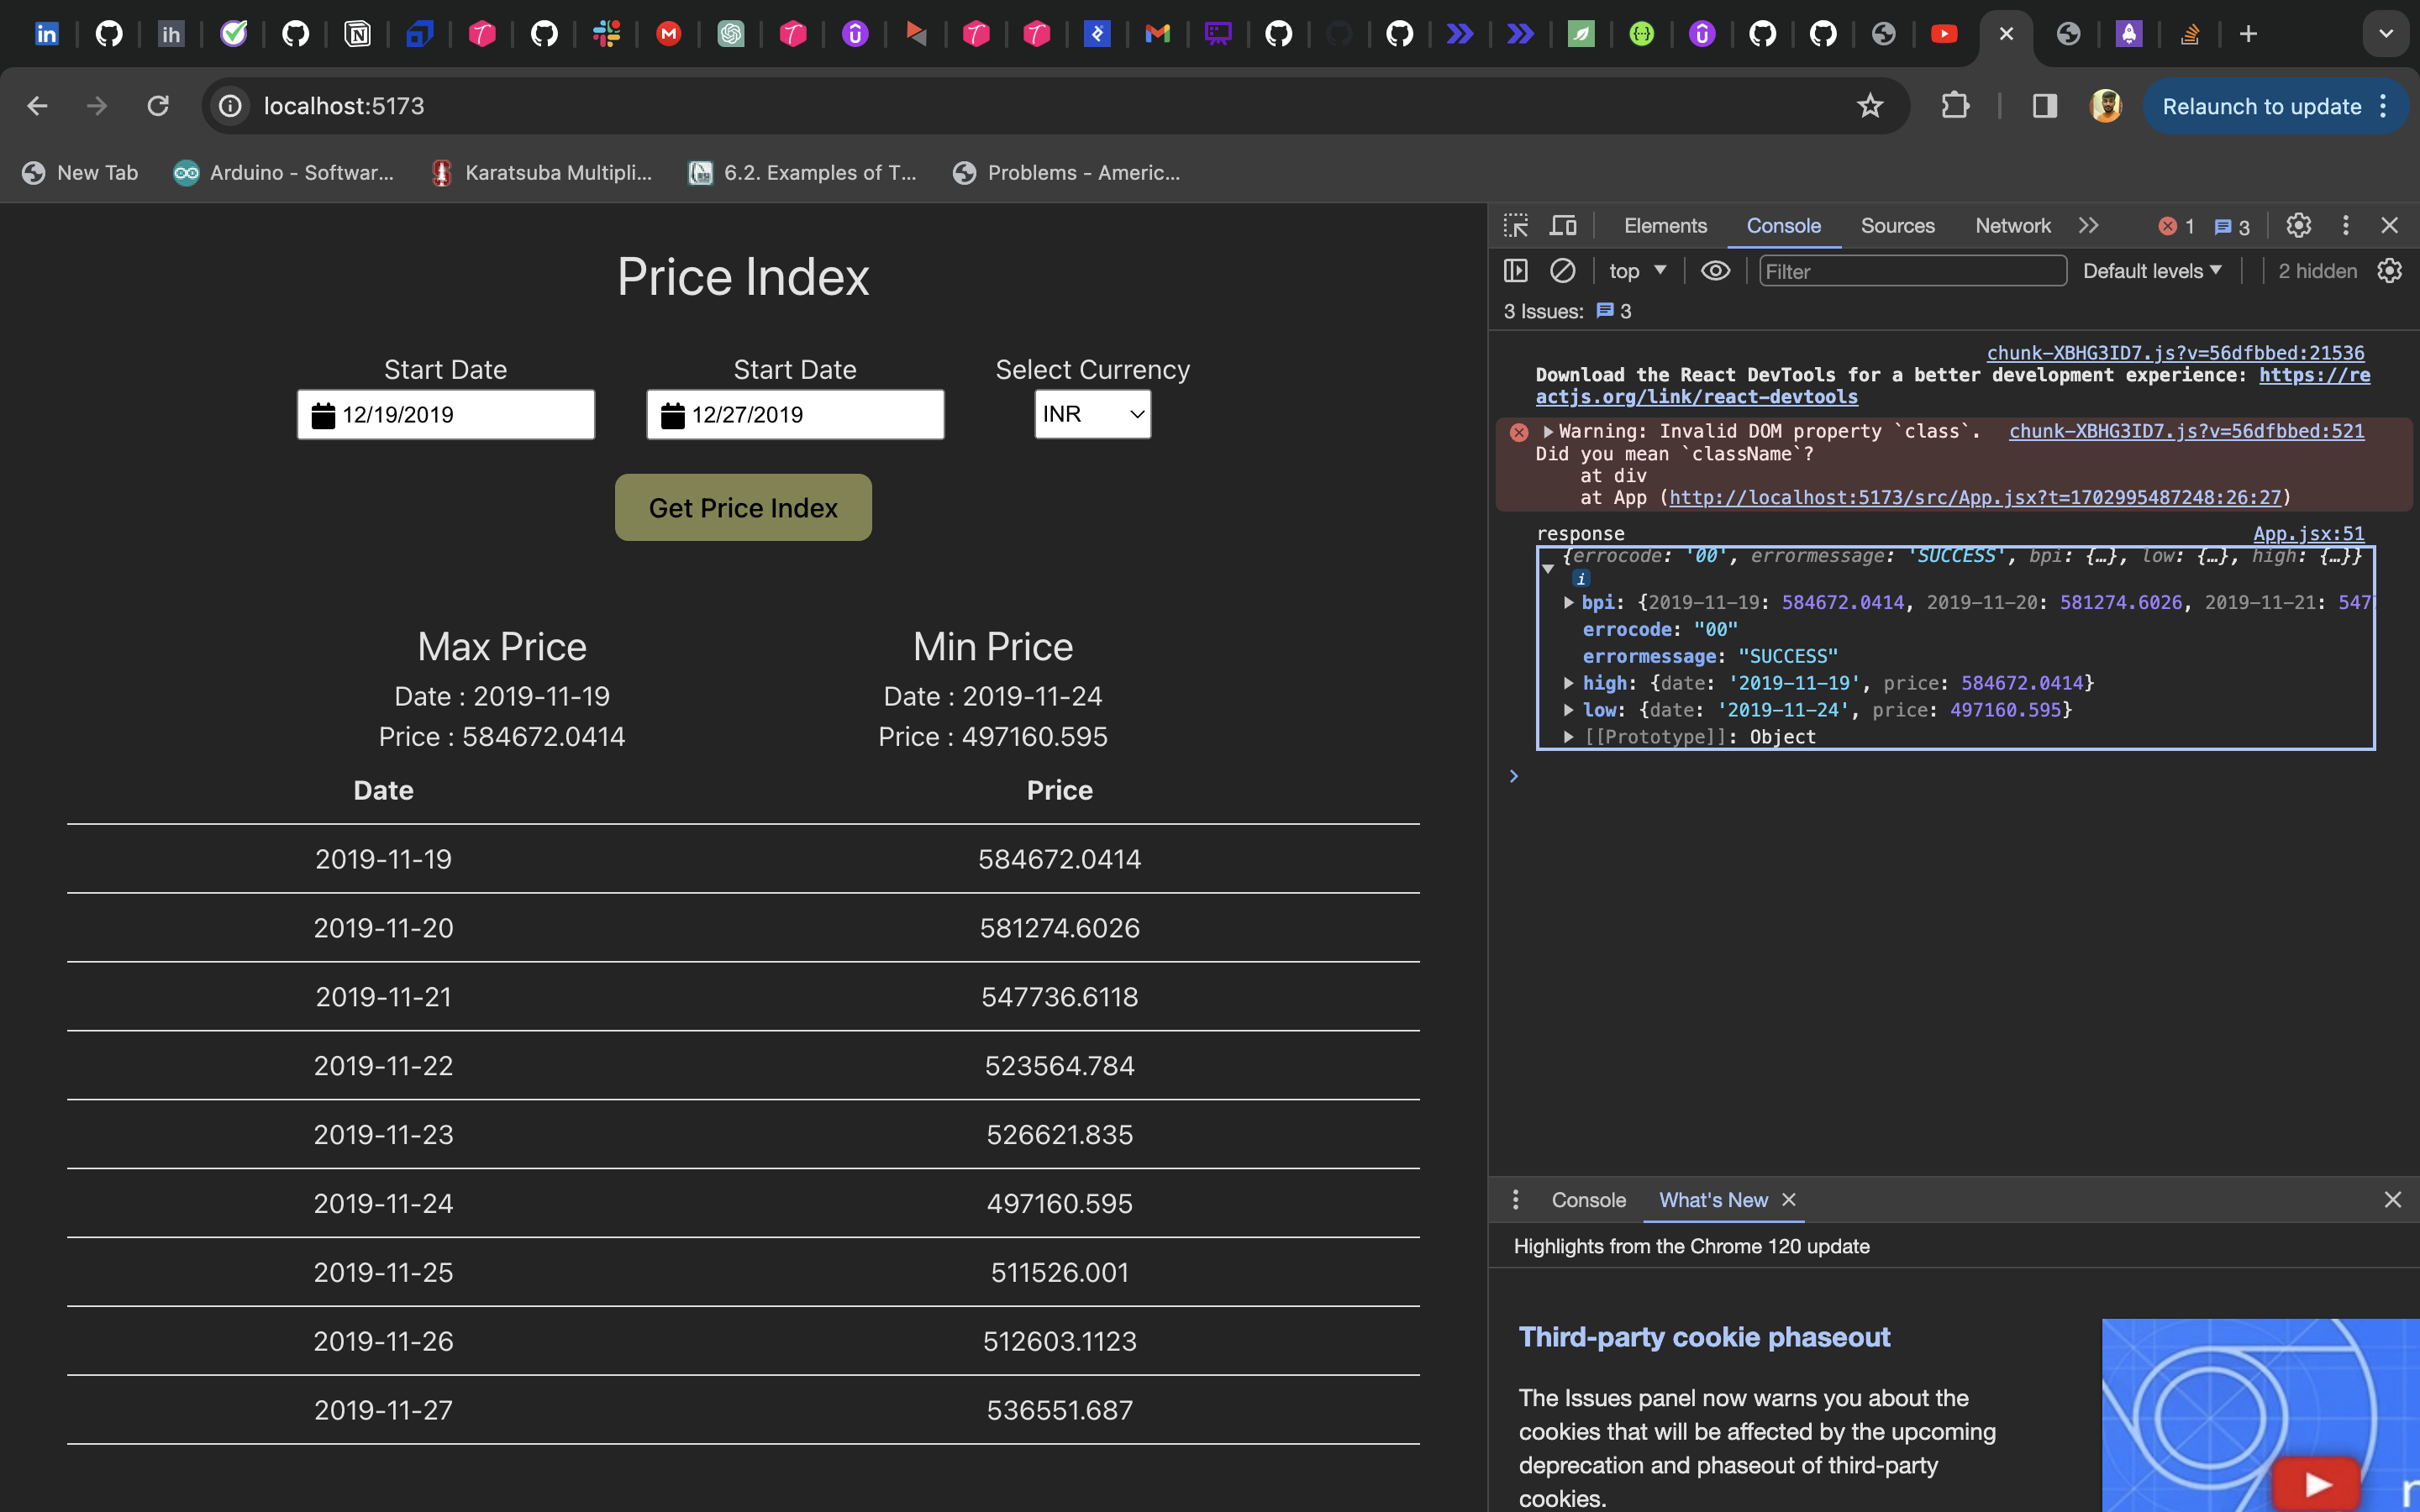 localhost:5173
Relaunch to update
New Tab
Arduino - Softwar...
Karatsuba Multipli...
6.2. Examples of T...
Problems - Americ...
Price Index
Start Date
Start Date
Select Currency
12/19/2019
12/27/2019
INR
Get Price Index
Max Price
Date : 2019-11-19
Price : 584672.0414
Min Price
Date : 2019-11-24
Price : 497160.595
Date Price
2019-11-19 584672.0414
2019-11-20 581274.6026
2019-11-21 547736.6118
2019-11-22 523564.784
2019-11-23 526621.835
2019-11-24 497160.595
2019-11-25 511526.001
2019-11-26 512603.1123
2019-11-27 536551.687
Elements Console Sources Network 1 3
top Filter Default levels 2 hidden
3 Issues: 3
chunk-XBHG3ID7.js?v=56dfbbed:21536
Download the React DevTools for a better development experience: https://re
actjs.org/link/react-devtools
Warning: Invalid DOM property `class`. chunk-XBHG3ID7.js?v=56dfbbed:521
Did you mean `className`?
at div
at App (http://localhost:5173/src/App.jsx?t=1702995487248:26:27)
response App.jsx:51
{errocode: '00', errormessage: 'SUCCESS', bpi: {…}, low: {…}, high: {…}}
i
bpi: {2019-11-19: 584672.0414, 2019-11-20: 581274.6026, 2019-11-21: 547
errocode: "00"
errormessage: "SUCCESS"
high: {date: '2019-11-19', price: 584672.0414}
low: {date: '2019-11-24', price: 497160.595}
[[Prototype]]: Object
Console What's New
Highlights from the Chrome 120 update
Third-party cookie phaseout
The Issues panel now warns you about the
cookies that will be affected by the upcoming
deprecation and phaseout of third-party
cookies.